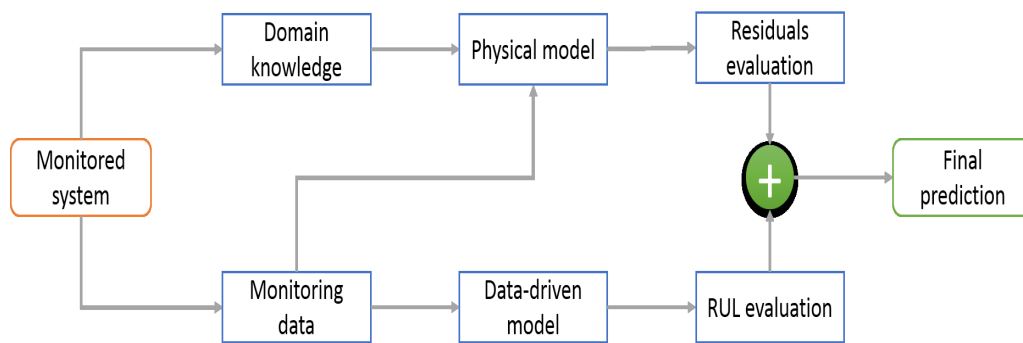 Domain
knowledge
Physical model
Residuals
evaluation
Monitored
system
+
Final
prediction
Monitoring
data
Data-driven
model
RUL evaluation